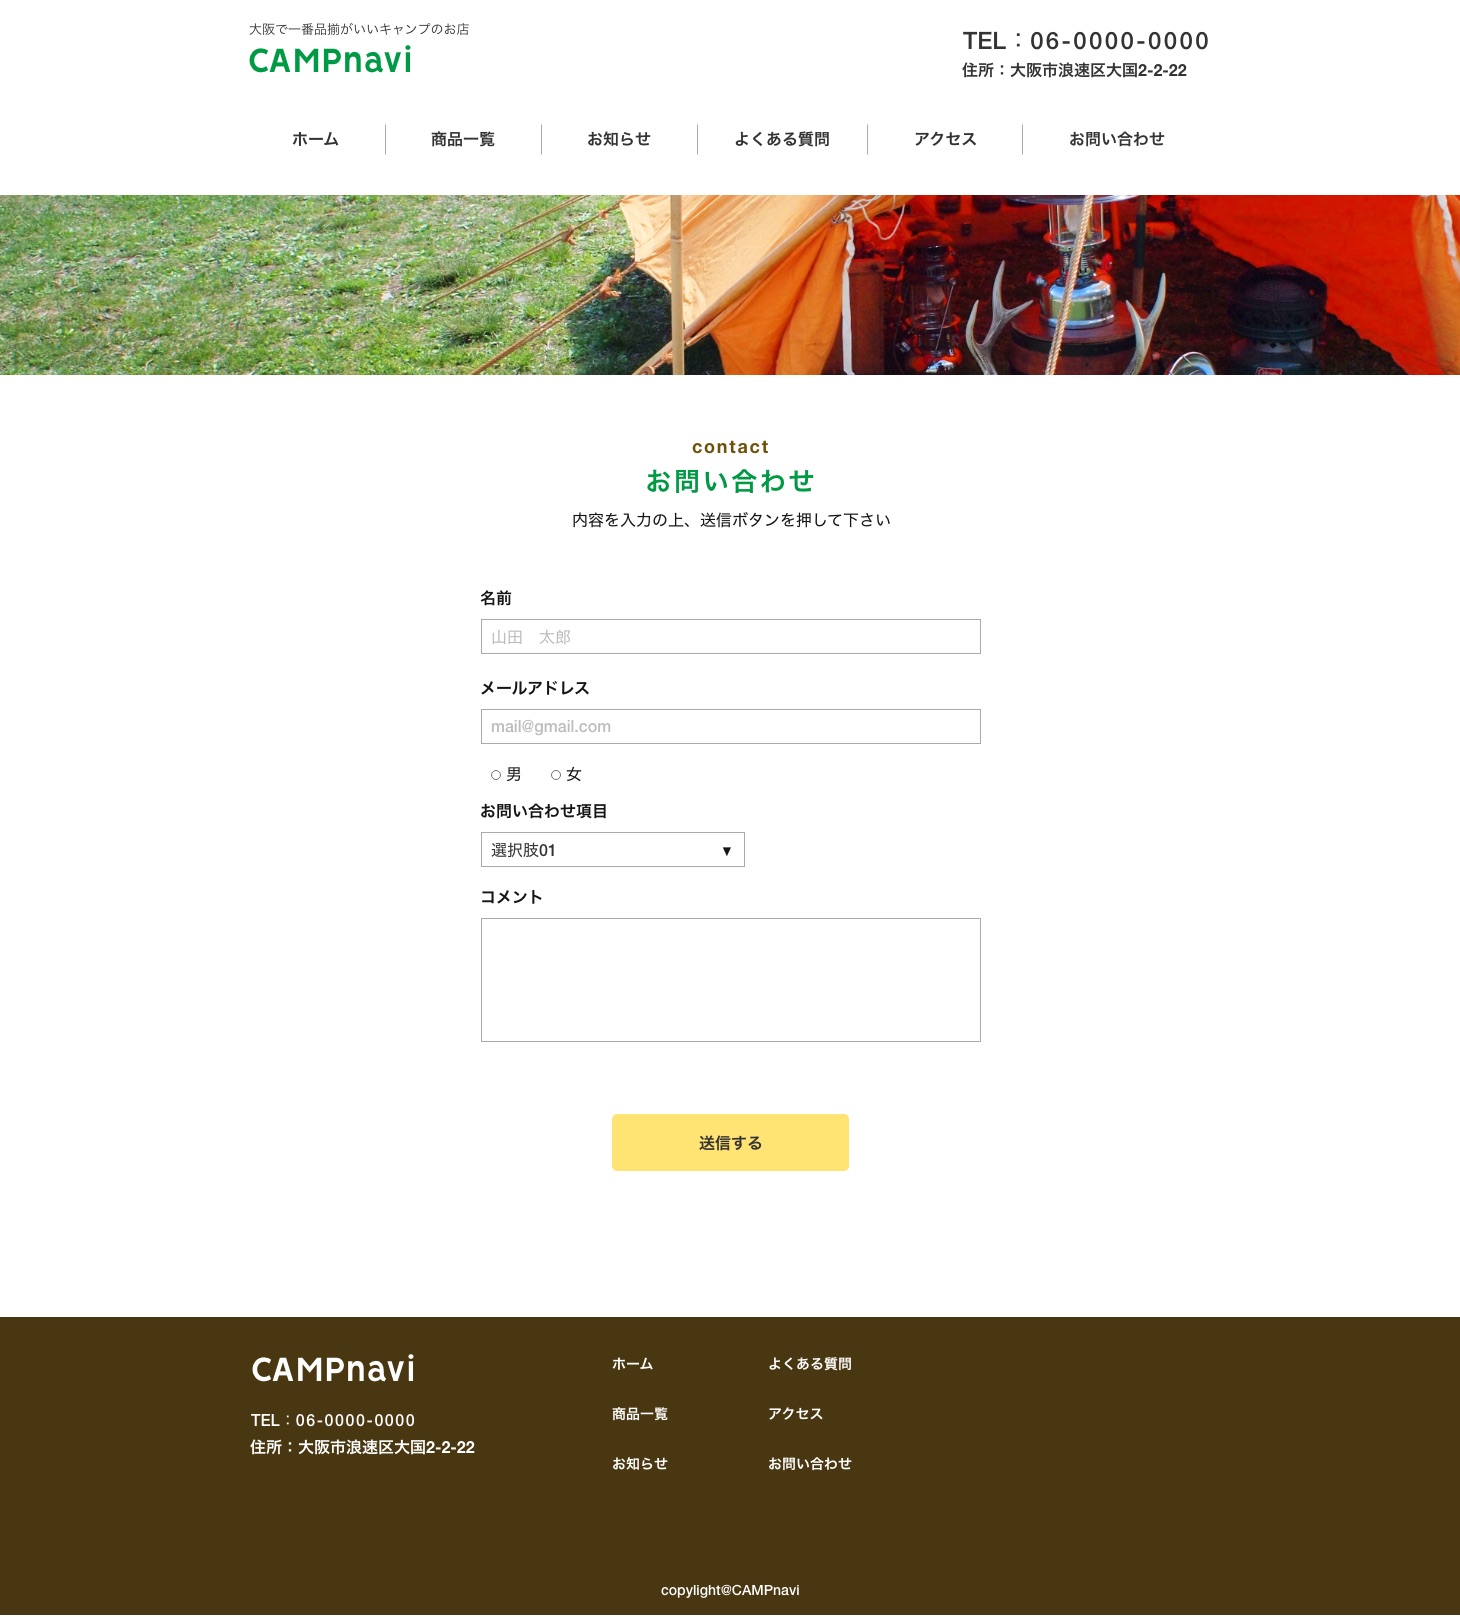 大阪で一番品揃がいいキャンプのお店
CAMPnavi
TEL：06-0000-0000
住所：大阪市浪速区大国2-2-22
ホーム
商品一覧
お知らせ
よくある質問
アクセス
お問い合わせ
contact
お問い合わせ
内容を入力の上、送信ボタンを押して下さい
名前
山田　太郎
メールアドレス
mail@gmail.com
男 女
お問い合わせ項目
選択肢01 ▼
コメント
送信する
CAMPnavi
TEL：06-0000-0000
住所：大阪市浪速区大国2-2-22
ホーム
商品一覧
お知らせ
よくある質問
アクセス
お問い合わせ
copylight@CAMPnavi